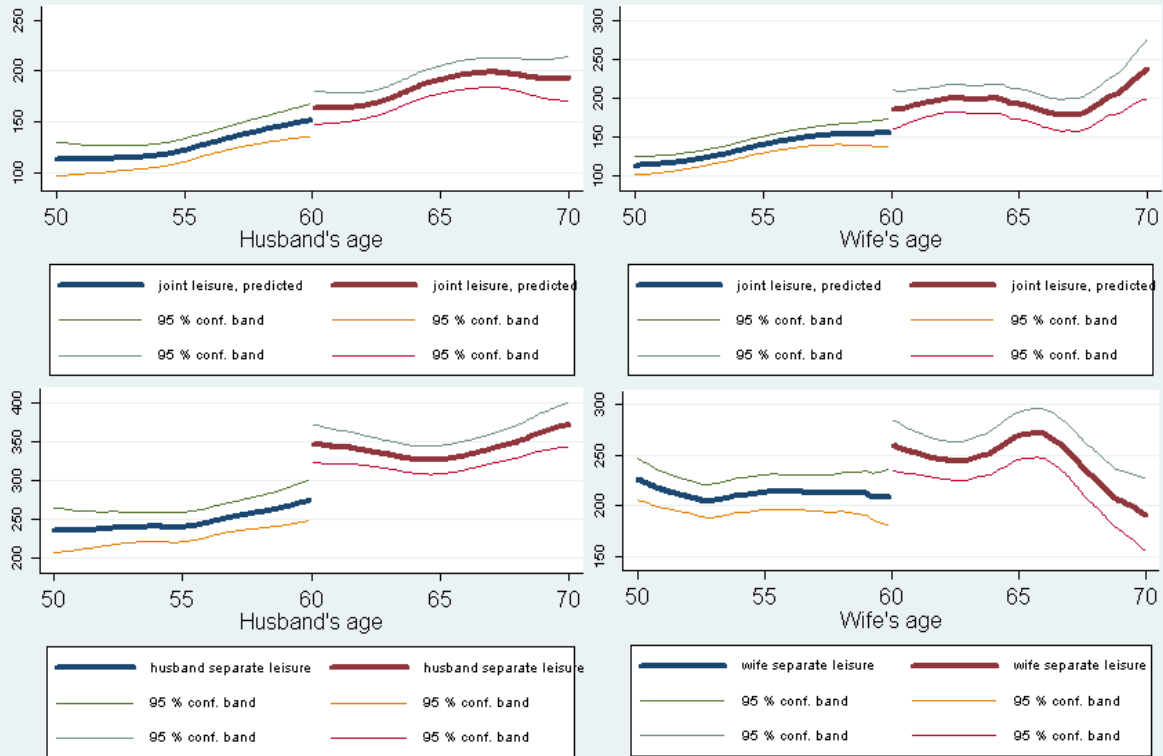 250
200
150
100
50 55 60 65 70
Husband's age
joint leisure, predicted joint leisure, predicted
95 % conf. band 95 % conf. band
95 % conf. band 95 % conf. band
300
250
200
150
100
50 55 60 65 70
Wife's age
joint leisure, predicted joint leisure, predicted
95 % conf. band 95 % conf. band
95 % conf. band 95 % conf. band
400
350
300
250
200
50 55 60 65 70
Husband's age
husband separate leisure husband separate leisure
95 % conf. band 95 % conf. band
95 % conf. band 95 % conf. band
300
250
200
150
50 55 60 65 70
Wife's age
wife separate leisure wife separate leisure
95 % conf. band 95 % conf. band
95 % conf. band 95 % conf. band